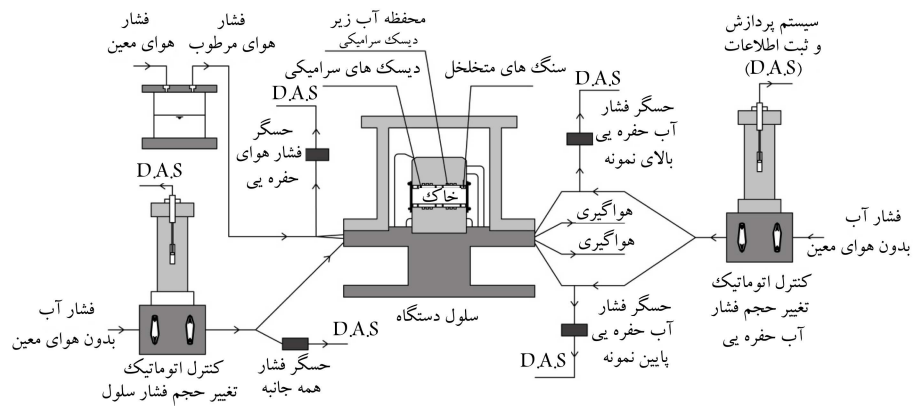 فشار
هوای معین
فشار
هوای مرطوب
محفظه آب زیر
دیسک سرامیکی
دیسک های سرامیکی
سنگ های متخلخل
سیستم پردازش
و ثبت اطلاعات
(D.A.S)
D.A.S
حسگر
فشار هوای
حفره یی
D.A.S
حسگر فشار
آب حفره یی
بالای نمونه
D.A.S
خاک
هواگیری
هواگیری
فشار آب
بدون هوای معین
کنترل اتوماتیک
تغییر حجم فشار
آب حفره یی
سلول دستگاه
حسگر فشار
آب حفره یی
پایین نمونه
D.A.S
فشار آب
بدون هوای معین
D.A.S
حسگر فشار
همه جانبه
کنترل اتوماتیک
تغییر حجم فشار سلول